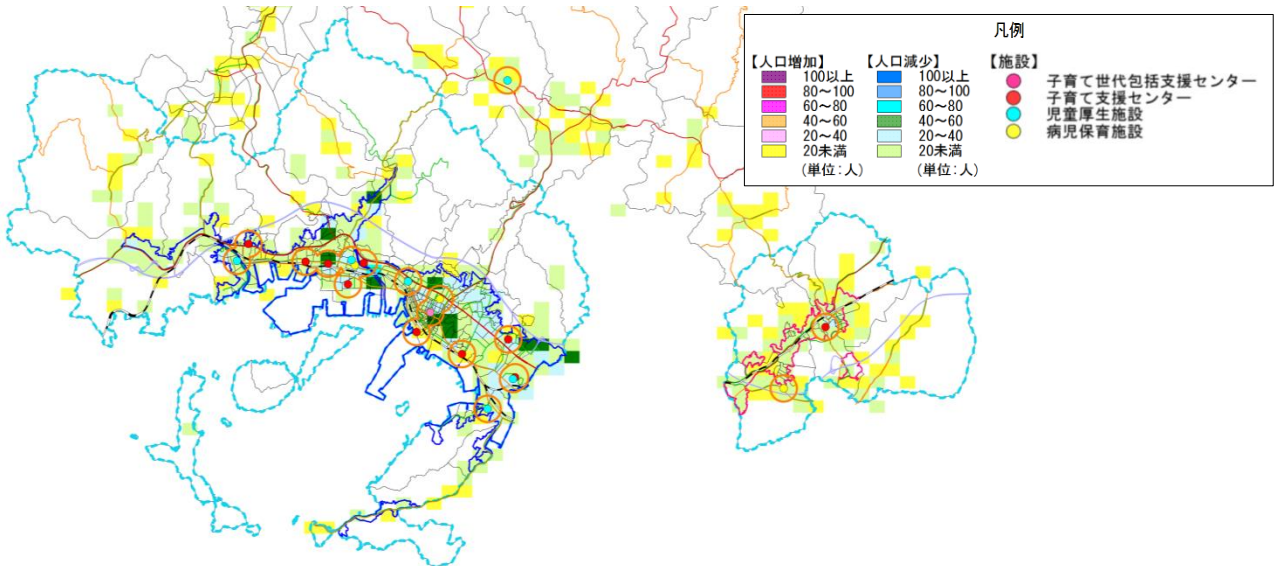 凡例
【人口増加】
100以上
80～100
60～80
40～60
20～40
20未満
(単位：人)
【人口減少】
100以上
80～100
60～80
40～60
20～40
20未満
(単位：人)
【施設】
子育て世代包括支援センター
子育て支援センター
児童厚生施設
病児保育施設